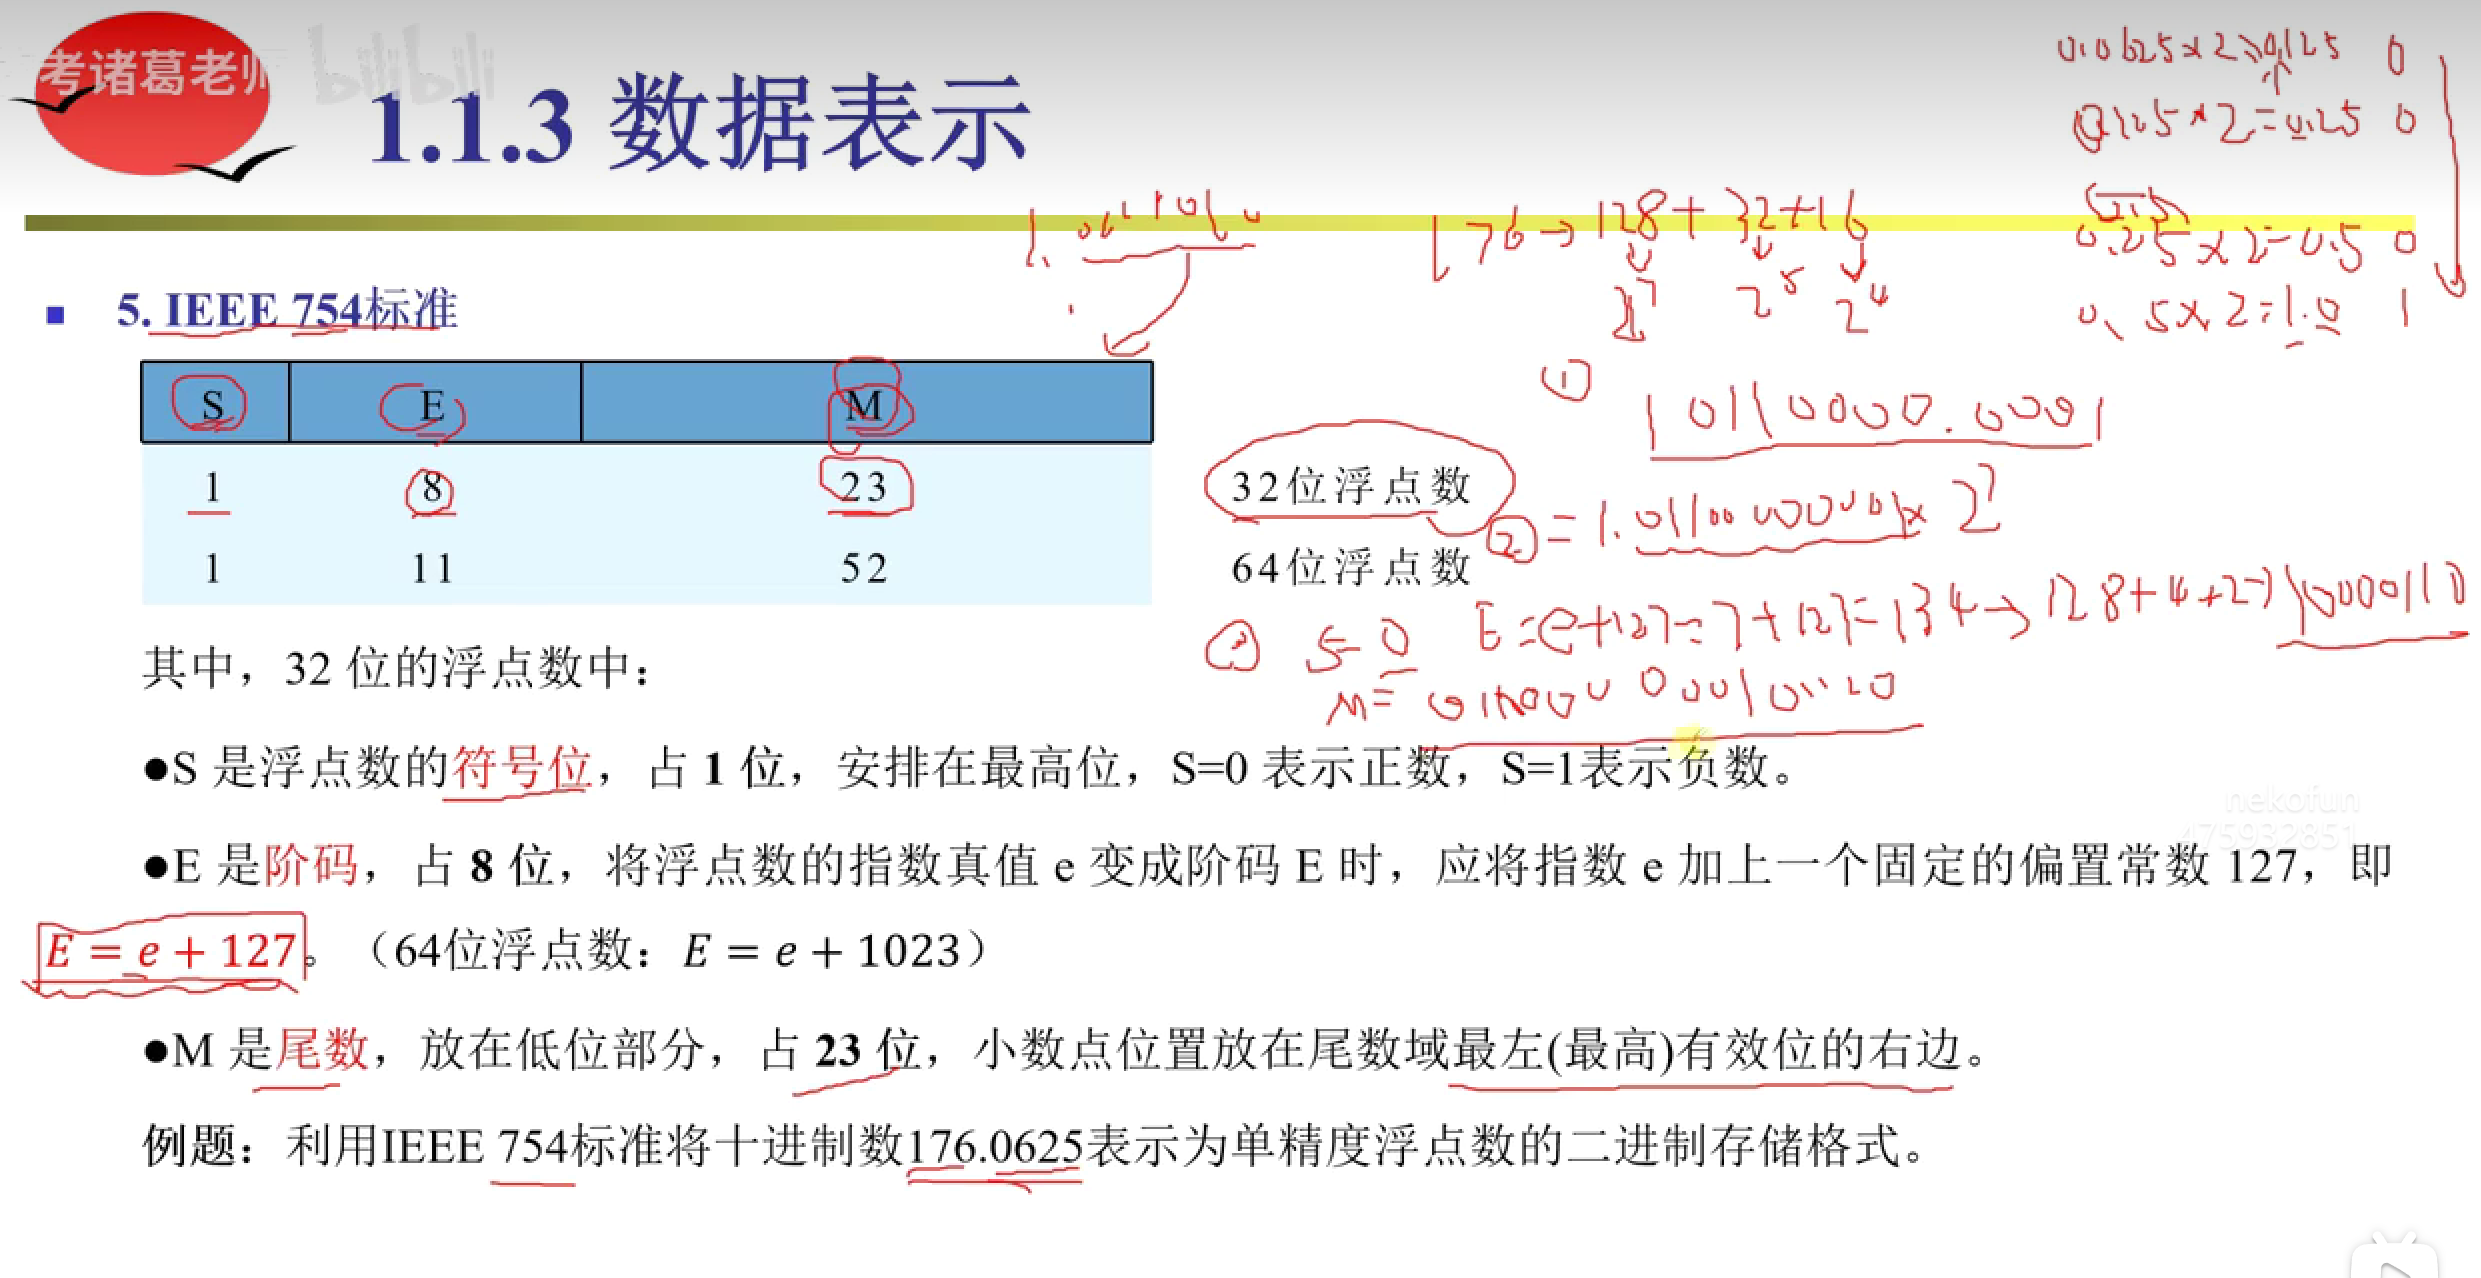 考诸葛老师 bilibili
1.1.3 数据表示
0.0625×2=0.125 0
0.125×2=0.25 0
0.25×2=0.5 0
0.5×2=1.0 1
176→128+32+16
2^7 2^5 2^4
5. IEEE 754标准
S E M
1 8 23 32位浮点数
1 11 52 64位浮点数
① 10110000.0001
② =1.01100000001×2^7
③ S=0 E=e+127=7+127=134→128+4+2→10000110
其中，32 位的浮点数中：
●S 是浮点数的符号位，占 1 位，安排在最高位，S=0 表示正数，S=1表示负数。
nekofun
475932851
●E 是阶码，占 8 位，将浮点数的指数真值 e 变成阶码 E 时，应将指数 e 加上一个固定的偏置常数 127，即
E = e + 127。（64位浮点数：E = e + 1023）
●M 是尾数，放在低位部分，占 23 位，小数点位置放在尾数域最左(最高)有效位的右边。
例题：利用IEEE 754标准将十进制数176.0625表示为单精度浮点数的二进制存储格式。